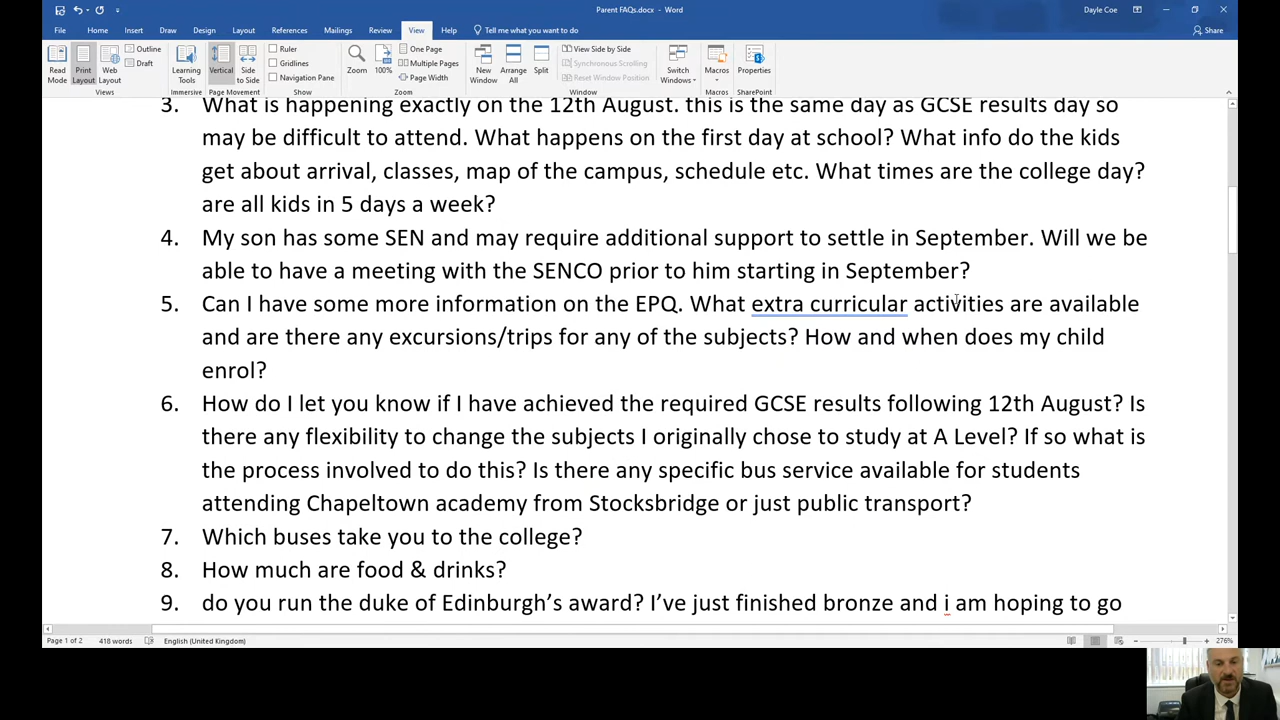 Parent FAQs.docx - Word
Dayle Coe
File Home Insert Draw Design Layout References Mailings Review View Help Tell me what you want to do Share
Read Mode
Print Layout
Web Layout
Outline
Draft
Views
Learning Tools
Immersive
Vertical
Side to Side
Page Movement
Ruler
Gridlines
Navigation Pane
Show
Zoom
100%
One Page
Multiple Pages
Page Width
Zoom
New Window
Arrange All
Split
View Side by Side
Synchronous Scrolling
Reset Window Position
Window
Switch Windows
Macros
Macros
Properties
SharePoint
3. What is happening exactly on the 12th August. this is the same day as GCSE results day so
may be difficult to attend. What happens on the first day at school? What info do the kids
get about arrival, classes, map of the campus, schedule etc. What times are the college day?
are all kids in 5 days a week?
4. My son has some SEN and may require additional support to settle in September. Will we be
able to have a meeting with the SENCO prior to him starting in September?
5. Can I have some more information on the EPQ. What extra curricular activities are available
and are there any excursions/trips for any of the subjects? How and when does my child
enrol?
6. How do I let you know if I have achieved the required GCSE results following 12th August? Is
there any flexibility to change the subjects I originally chose to study at A Level? If so what is
the process involved to do this? Is there any specific bus service available for students
attending Chapeltown academy from Stocksbridge or just public transport?
7. Which buses take you to the college?
8. How much are food & drinks?
9. do you run the duke of Edinburgh’s award? I’ve just finished bronze and i am hoping to go
Page 1 of 2 418 words English (United Kingdom) 276%